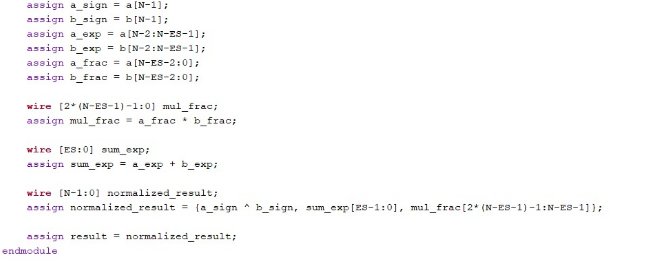 assign a_sign = a[N-1];
assign b_sign = b[N-1];
assign a_exp = a[N-2:N-ES-1];
assign b_exp = b[N-2:N-ES-1];
assign a_frac = a[N-ES-2:0];
assign b_frac = b[N-ES-2:0];
wire [2*(N-ES-1)-1:0] mul_frac;
assign mul_frac = a_frac * b_frac;
wire [ES:0] sum_exp;
assign sum_exp = a_exp + b_exp;
wire [N-1:0] normalized_result;
assign normalized_result = {a_sign ^ b_sign, sum_exp[ES-1:0], mul_frac[2*(N-ES-1)-1:N-ES-1]};
assign result = normalized_result;
endmodule